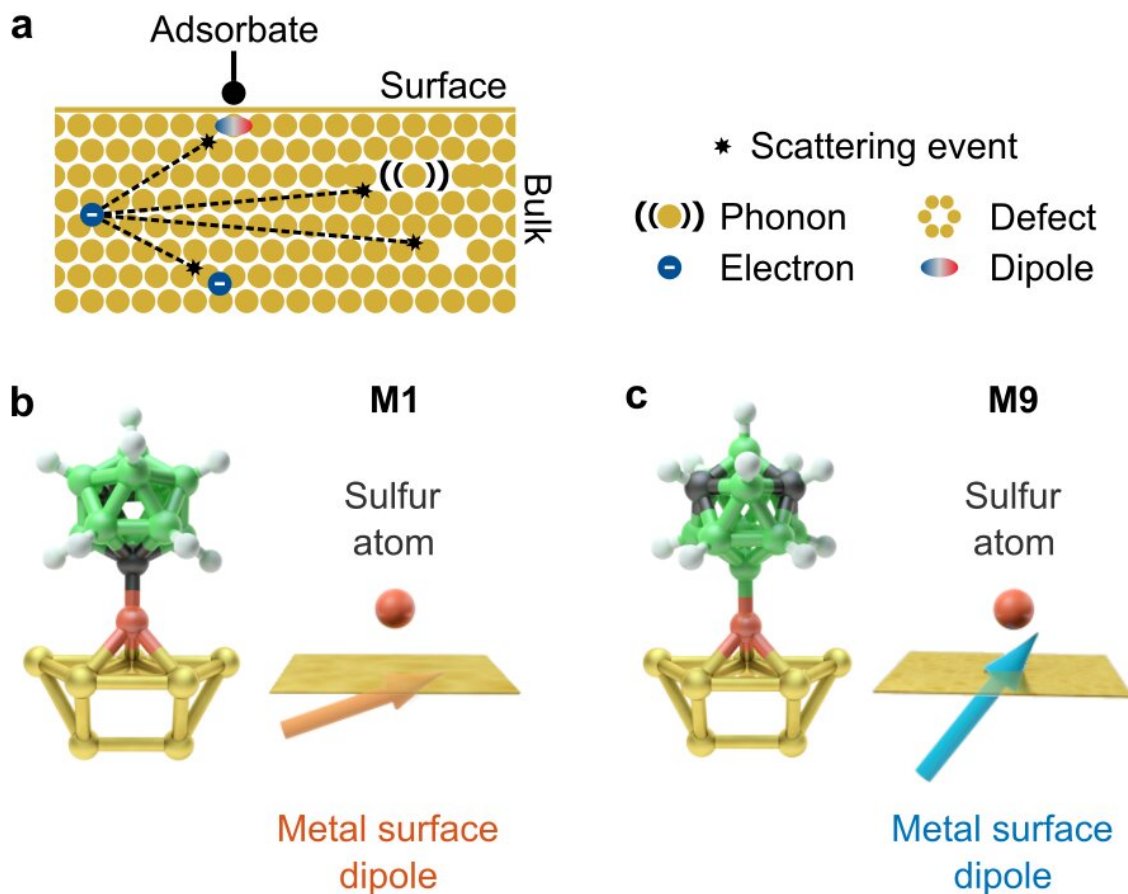 a
Adsorbate
Surface
Bulk
Scattering event
Phonon
Defect
Electron
Dipole
b
M1
Sulfur
atom
Metal surface
dipole
c
M9
Sulfur
atom
Metal surface
dipole